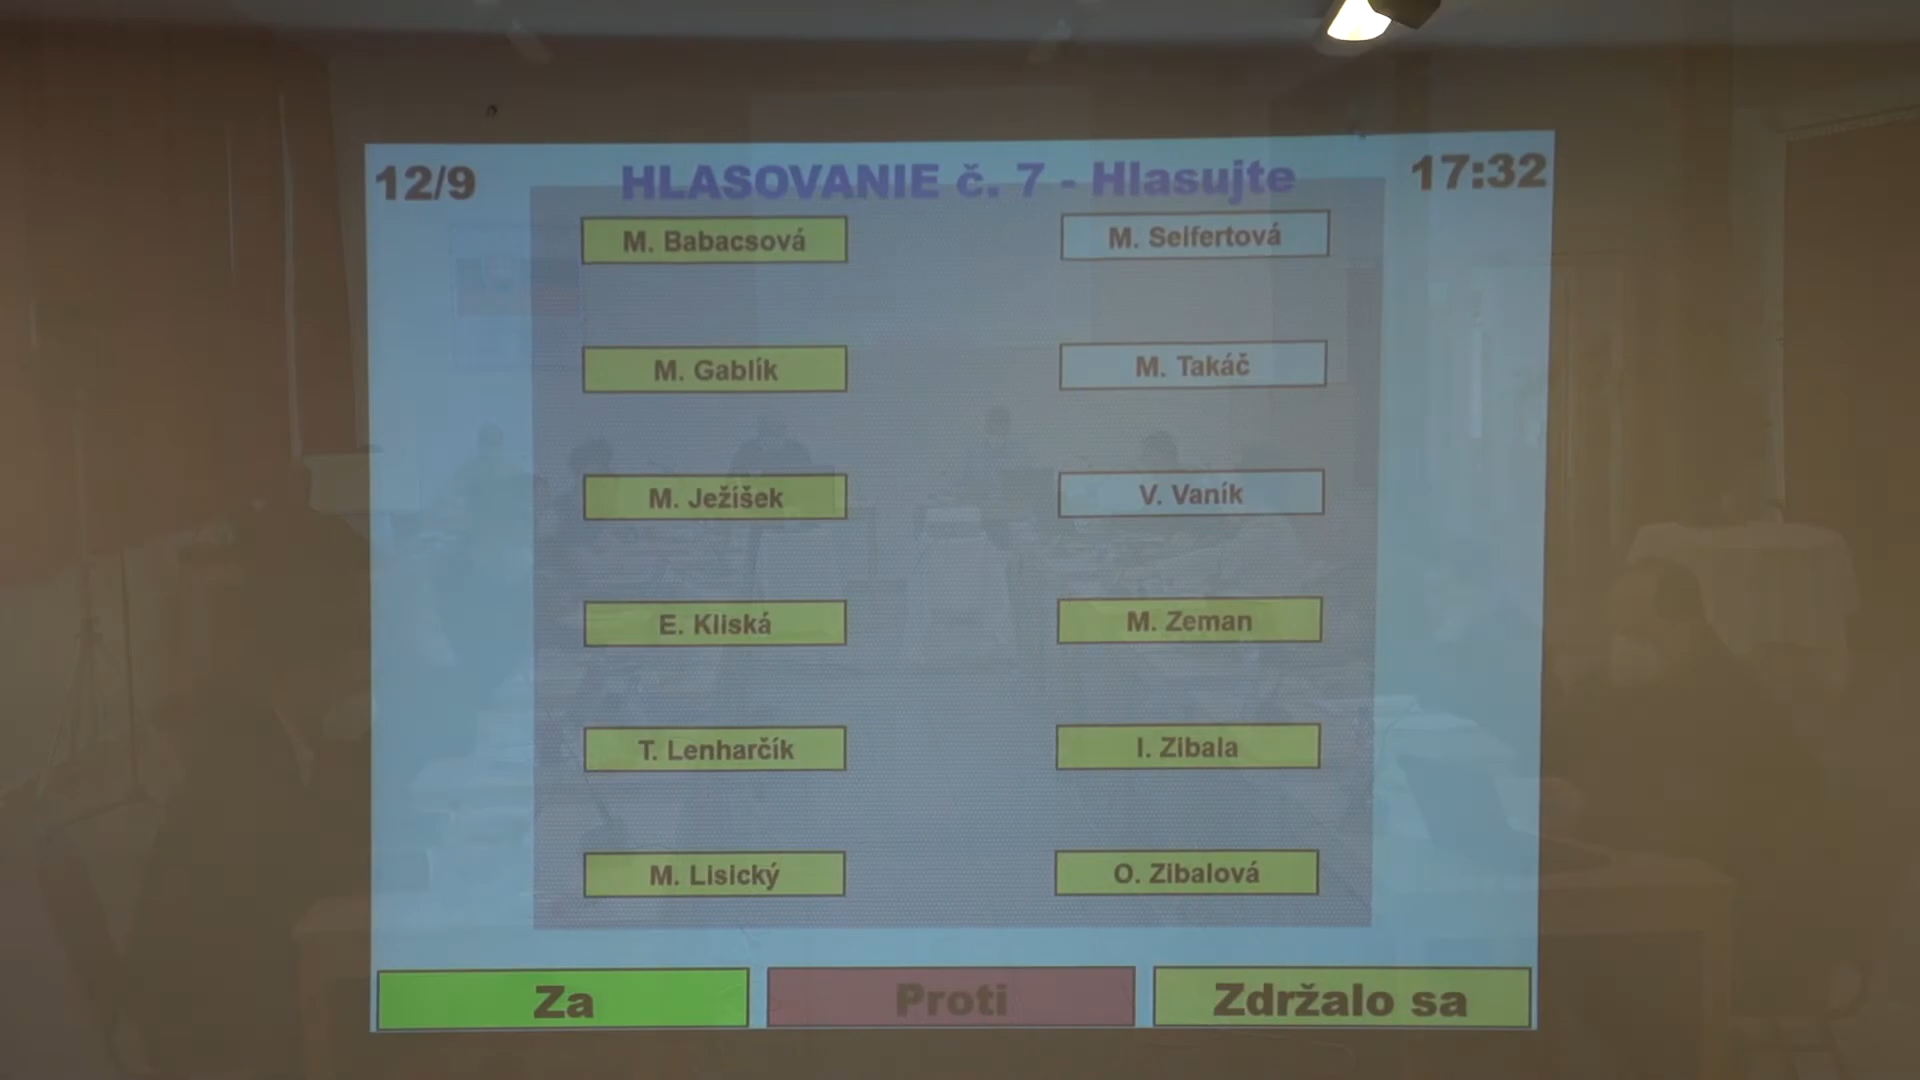 12/9 HLASOVANIE č. 7 - Hlasujte 17:32
M. Babacsová
M. Seifertová
M. Gablík
M. Takáč
M. Ježíšek
V. Vaník
E. Kliská
M. Zeman
T. Lenharčík
I. Zibala
M. Lisický
O. Zibalová
Za
Proti
Zdržalo sa